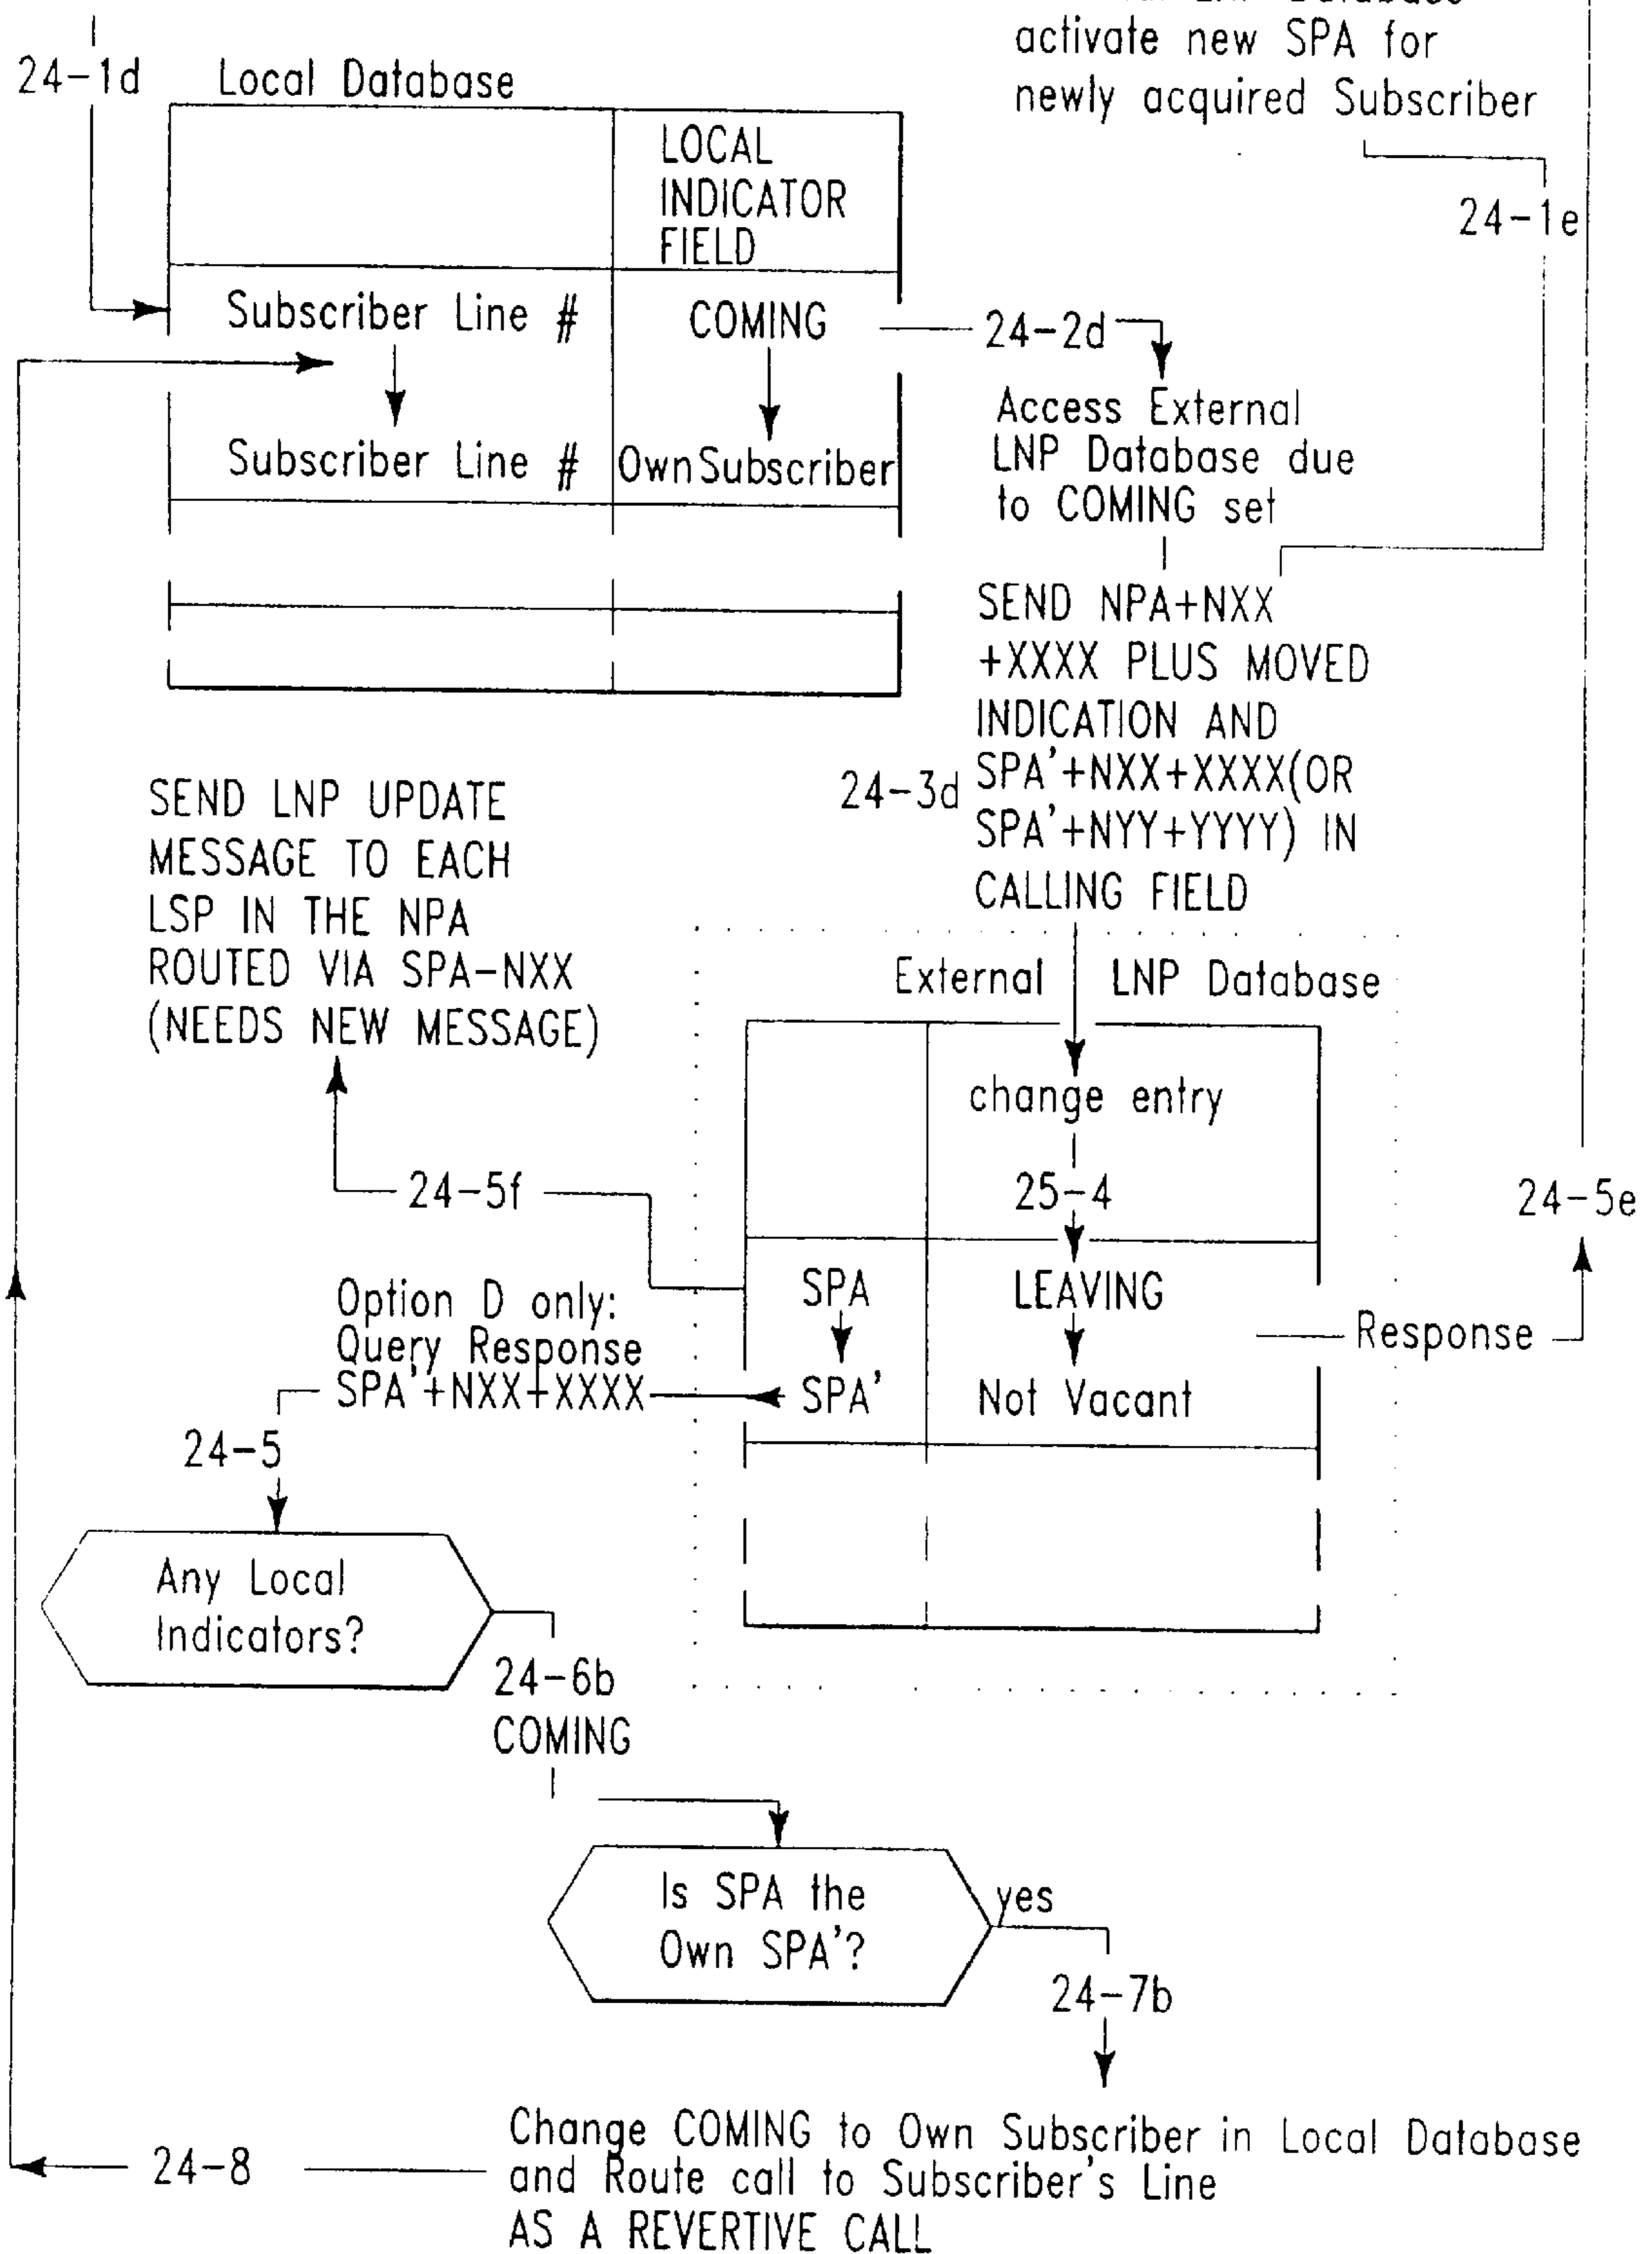 activate new SPA for
newly acquired Subscriber
24-1d
Local Database
24-1e
LOCAL
INDICATOR
FIELD
Subscriber Line #
COMING
24-2d
Subscriber Line #
Own Subscriber
Access External
LNP Database due
to COMING set
SEND NPA+NXX
+XXXX PLUS MOVED
INDICATION AND
SPA'+NXX+XXXX(OR
SPA'+NYY+YYYY) IN
CALLING FIELD
24-3d
SEND LNP UPDATE
MESSAGE TO EACH
LSP IN THE NPA
ROUTED VIA SPA-NXX
(NEEDS NEW MESSAGE)
External LNP Database
change entry
25-4
24-5f
24-5e
SPA
LEAVING
Response
SPA'
Not Vacant
Option D only:
Query Response
SPA'+NXX+XXXX
24-5
Any Local
Indicators?
24-6b
COMING
Is SPA the
Own SPA'?
yes
24-7b
Change COMING to Own Subscriber in Local Database
and Route call to Subscriber's Line
AS A REVERTIVE CALL
24-8